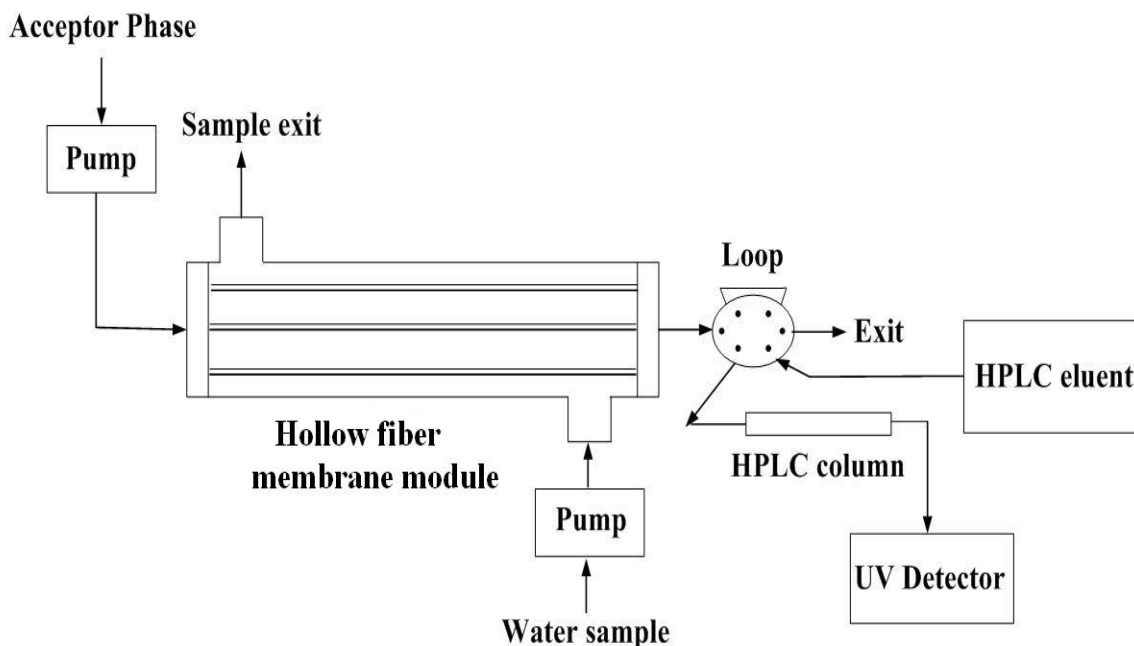 Acceptor Phase
Pump
Sample exit
Loop
Exit
HPLC eluent
Hollow fiber
membrane module
HPLC column
Pump
UV Detector
Water sample